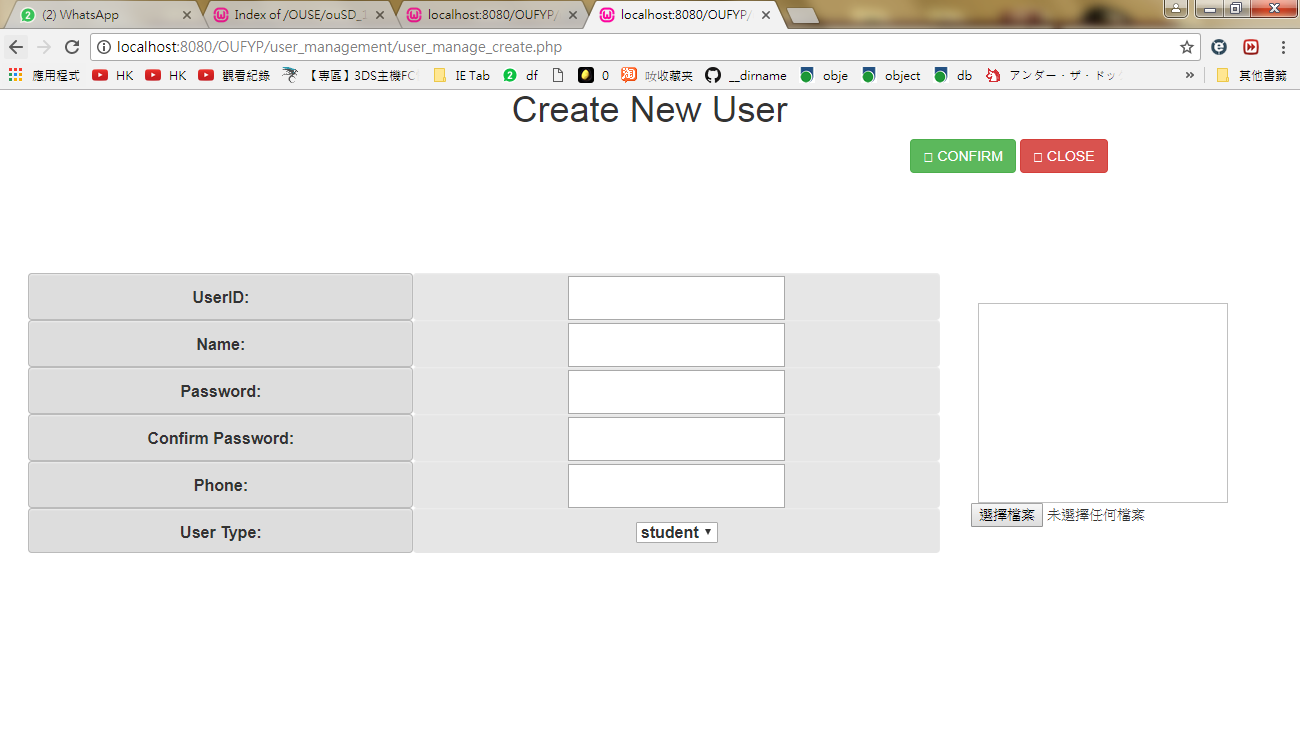 (2) WhatsApp
Index of /OUSE/ouSD_1
localhost:8080/OUFYP/
localhost:8080/OUFYP/
localhost:8080/OUFYP/user_management/user_manage_create.php
應用程式 HK HK 觀看紀錄 【專區】3DS主機FC IE Tab df 0 汝收藏夹 __dirname obje object db アンダー・ザ・ドッ » 其他書籤
Create New User
CONFIRM CLOSE
UserID:
Name:
Password:
Confirm Password:
Phone:
User Type: student
選擇檔案 未選擇任何檔案